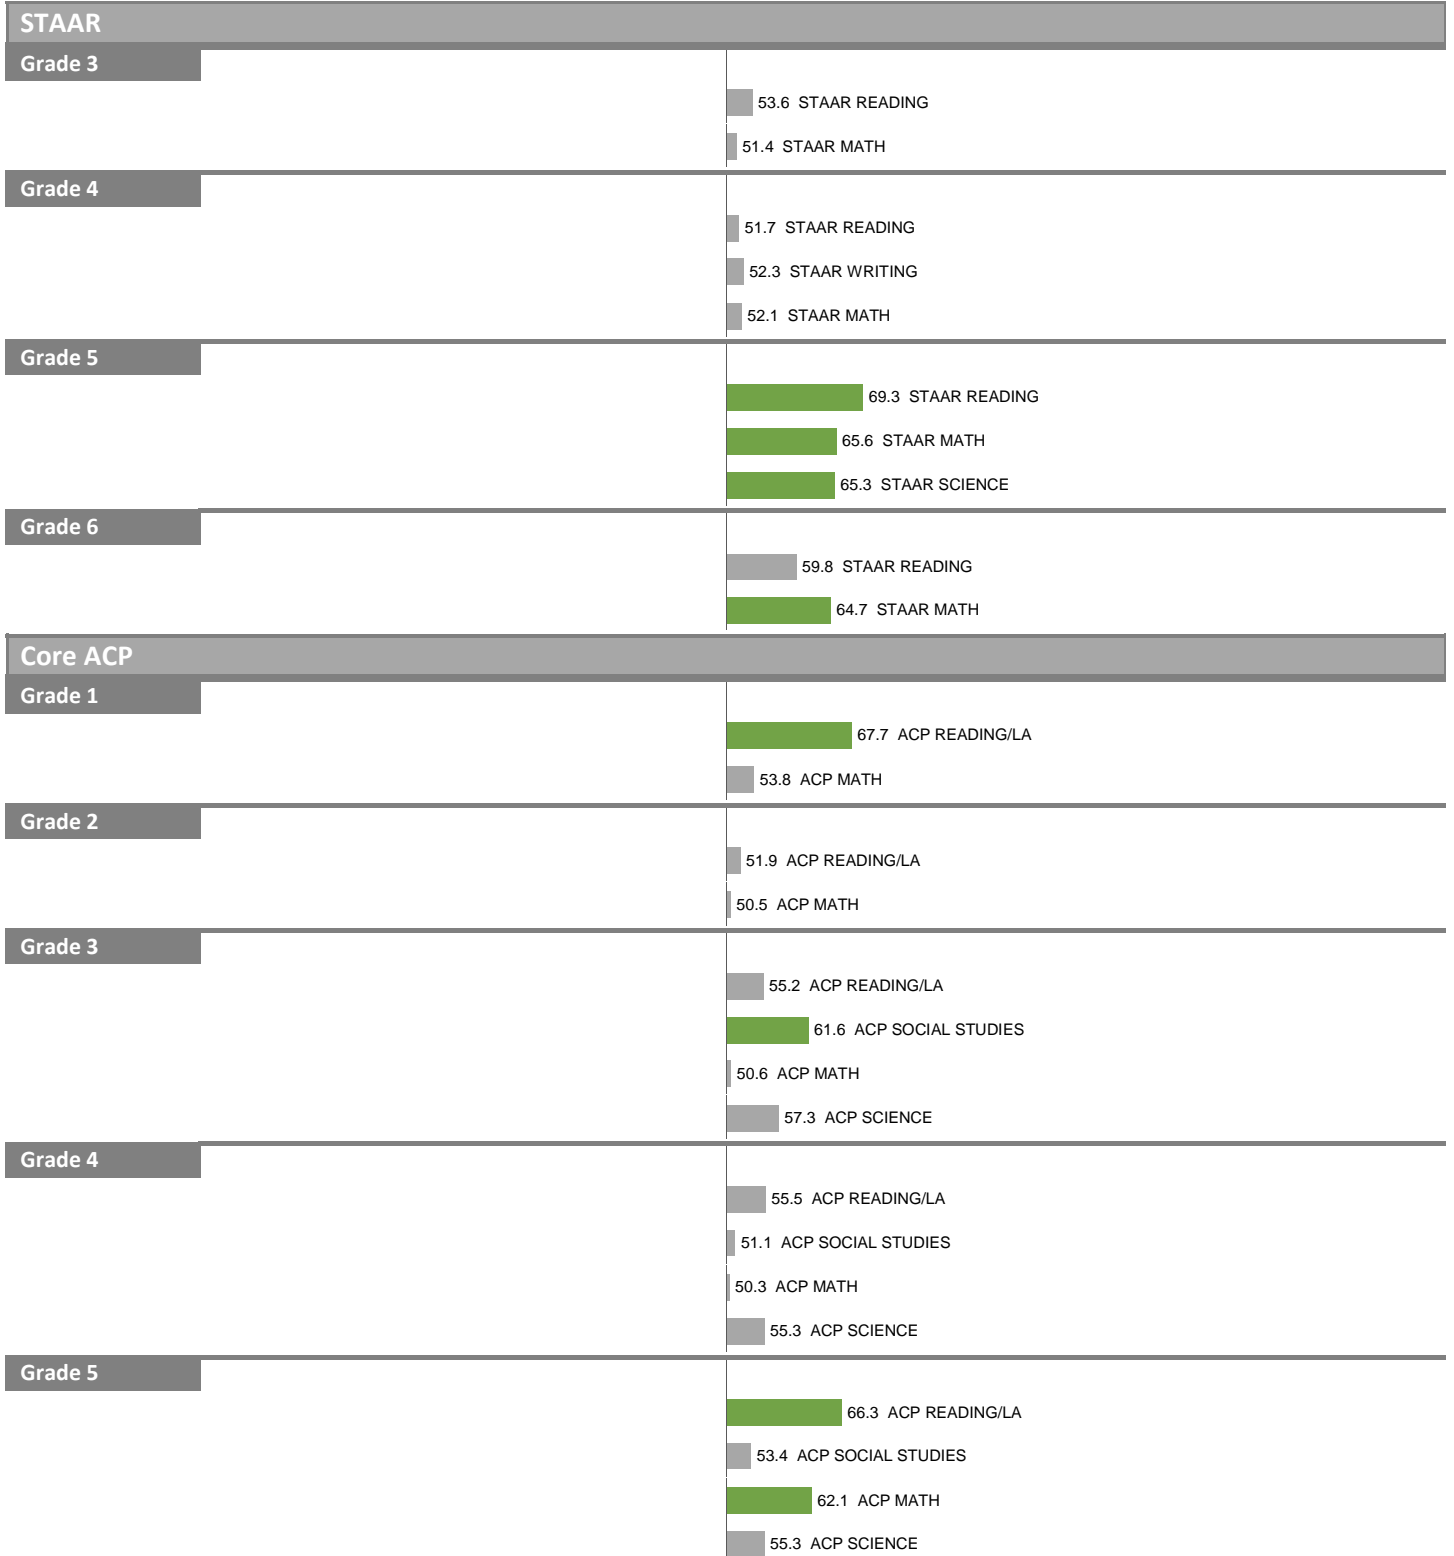 STAAR
Grade 3
53.6 STAAR READING
51.4 STAAR MATH
Grade 4
51.7 STAAR READING
52.3 STAAR WRITING
52.1 STAAR MATH
Grade 5
69.3 STAAR READING
65.6 STAAR MATH
65.3 STAAR SCIENCE
Grade 6
59.8 STAAR READING
64.7 STAAR MATH
Core ACP
Grade 1
67.7 ACP READING/LA
53.8 ACP MATH
Grade 2
51.9 ACP READING/LA
50.5 ACP MATH
Grade 3
55.2 ACP READING/LA
61.6 ACP SOCIAL STUDIES
50.6 ACP MATH
57.3 ACP SCIENCE
Grade 4
55.5 ACP READING/LA
51.1 ACP SOCIAL STUDIES
50.3 ACP MATH
55.3 ACP SCIENCE
Grade 5
66.3 ACP READING/LA
53.4 ACP SOCIAL STUDIES
62.1 ACP MATH
55.3 ACP SCIENCE